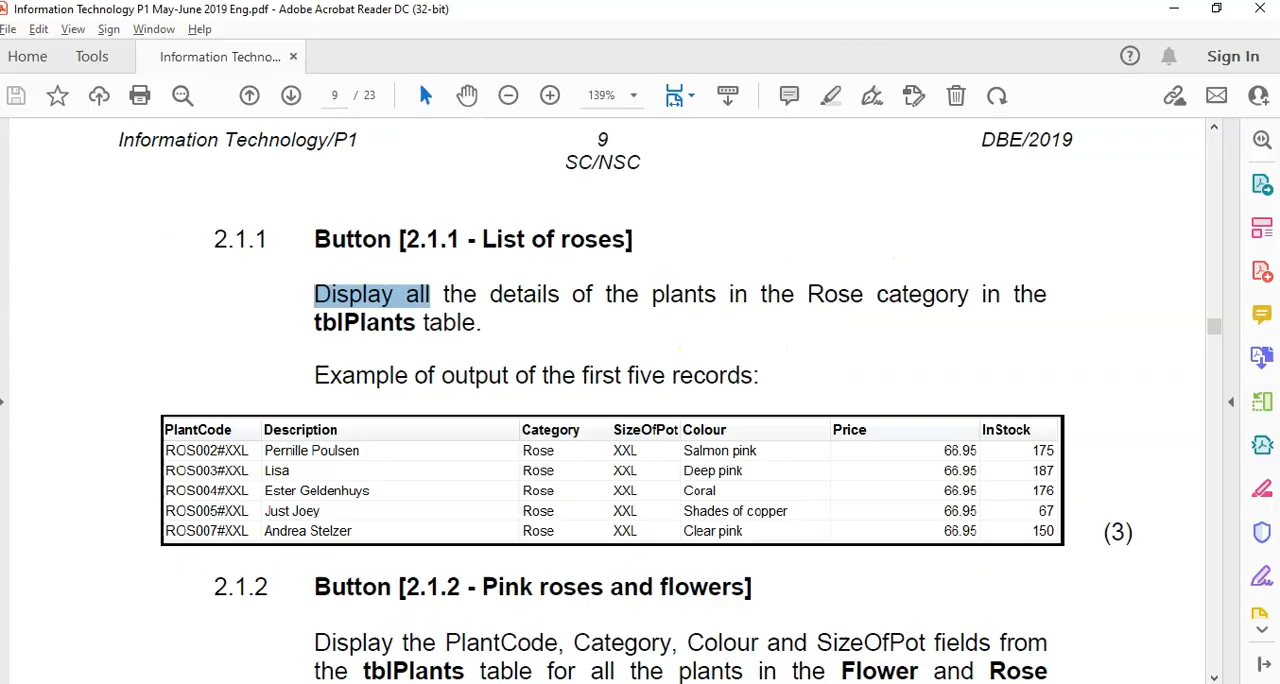 Information Technology P1 May-June 2019 Eng.pdf - Adobe Acrobat Reader DC (32-bit)
File Edit View Sign Window Help
Home Tools Information Techno... × Sign In
9 / 23 139%
Information Technology/P1 9 DBE/2019
SC/NSC
2.1.1 Button [2.1.1 - List of roses]
Display all the details of the plants in the Rose category in the
tblPlants table.
Example of output of the first five records:
PlantCode Description Category SizeOfPot Colour Price InStock
ROS002#XXL Pernille Poulsen Rose XXL Salmon pink 66.95 175
ROS003#XXL Lisa Rose XXL Deep pink 66.95 187
ROS004#XXL Ester Geldenhuys Rose XXL Coral 66.95 176
ROS005#XXL Just Joey Rose XXL Shades of copper 66.95 67
ROS007#XXL Andrea Stelzer Rose XXL Clear pink 66.95 150
(3)
2.1.2 Button [2.1.2 - Pink roses and flowers]
Display the PlantCode, Category, Colour and SizeOfPot fields from
the tblPlants table for all the plants in the Flower and Rose